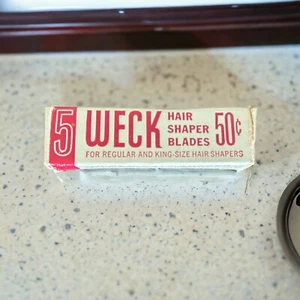 5 WECK HAIR SHAPER BLADES 50¢
FOR REGULAR AND KING-SIZE HAIR SHAPERS